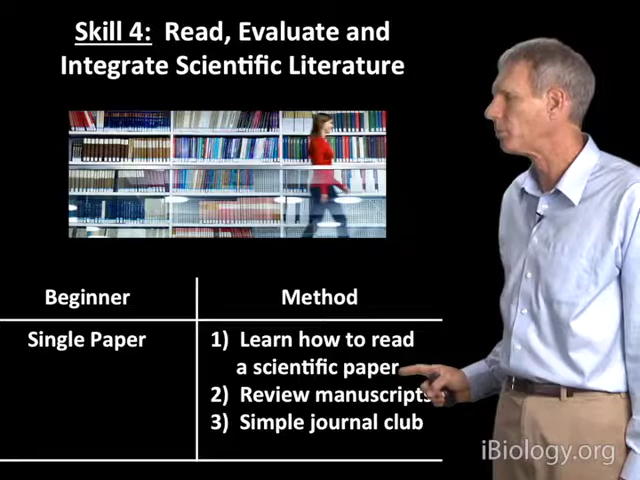 Skill 4: Read, Evaluate and
Integrate Scientific Literature
Beginner
Method
Single Paper
1) Learn how to read
a scientific paper
2) Review manuscripts
3) Simple journal club
iBiology.org